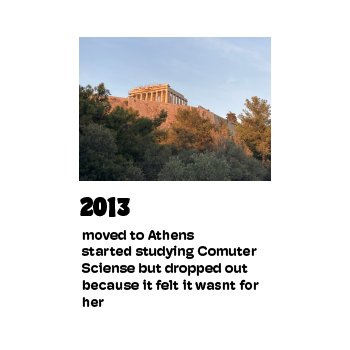 2013
moved to Athens
started studying Comuter
Sciense but dropped out
because it felt it wasnt for
her